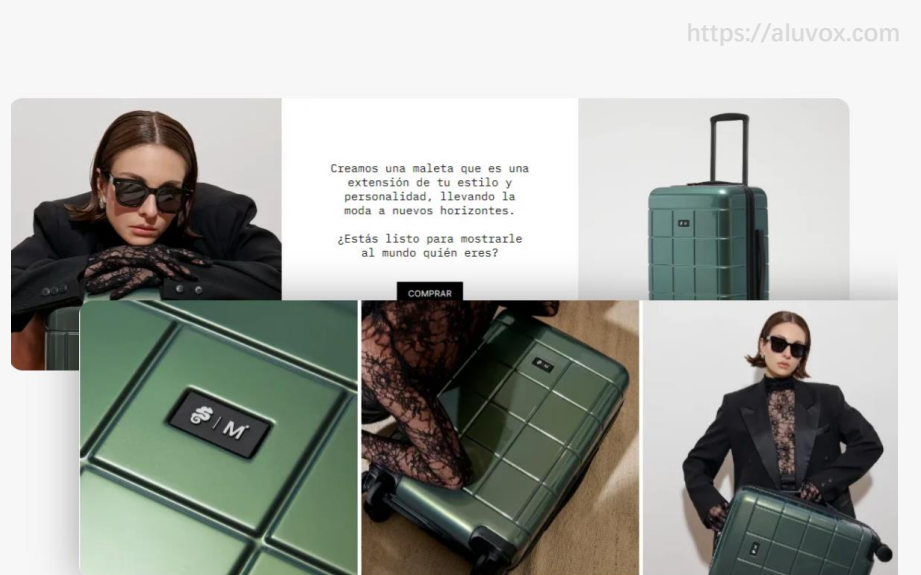 https://aluvox.com
Creamos una maleta que es una
extensión de tu estilo y
personalidad, llevando la
moda a nuevos horizontes.
¿Estás listo para mostrarle
al mundo quién eres?
COMPRAR
M